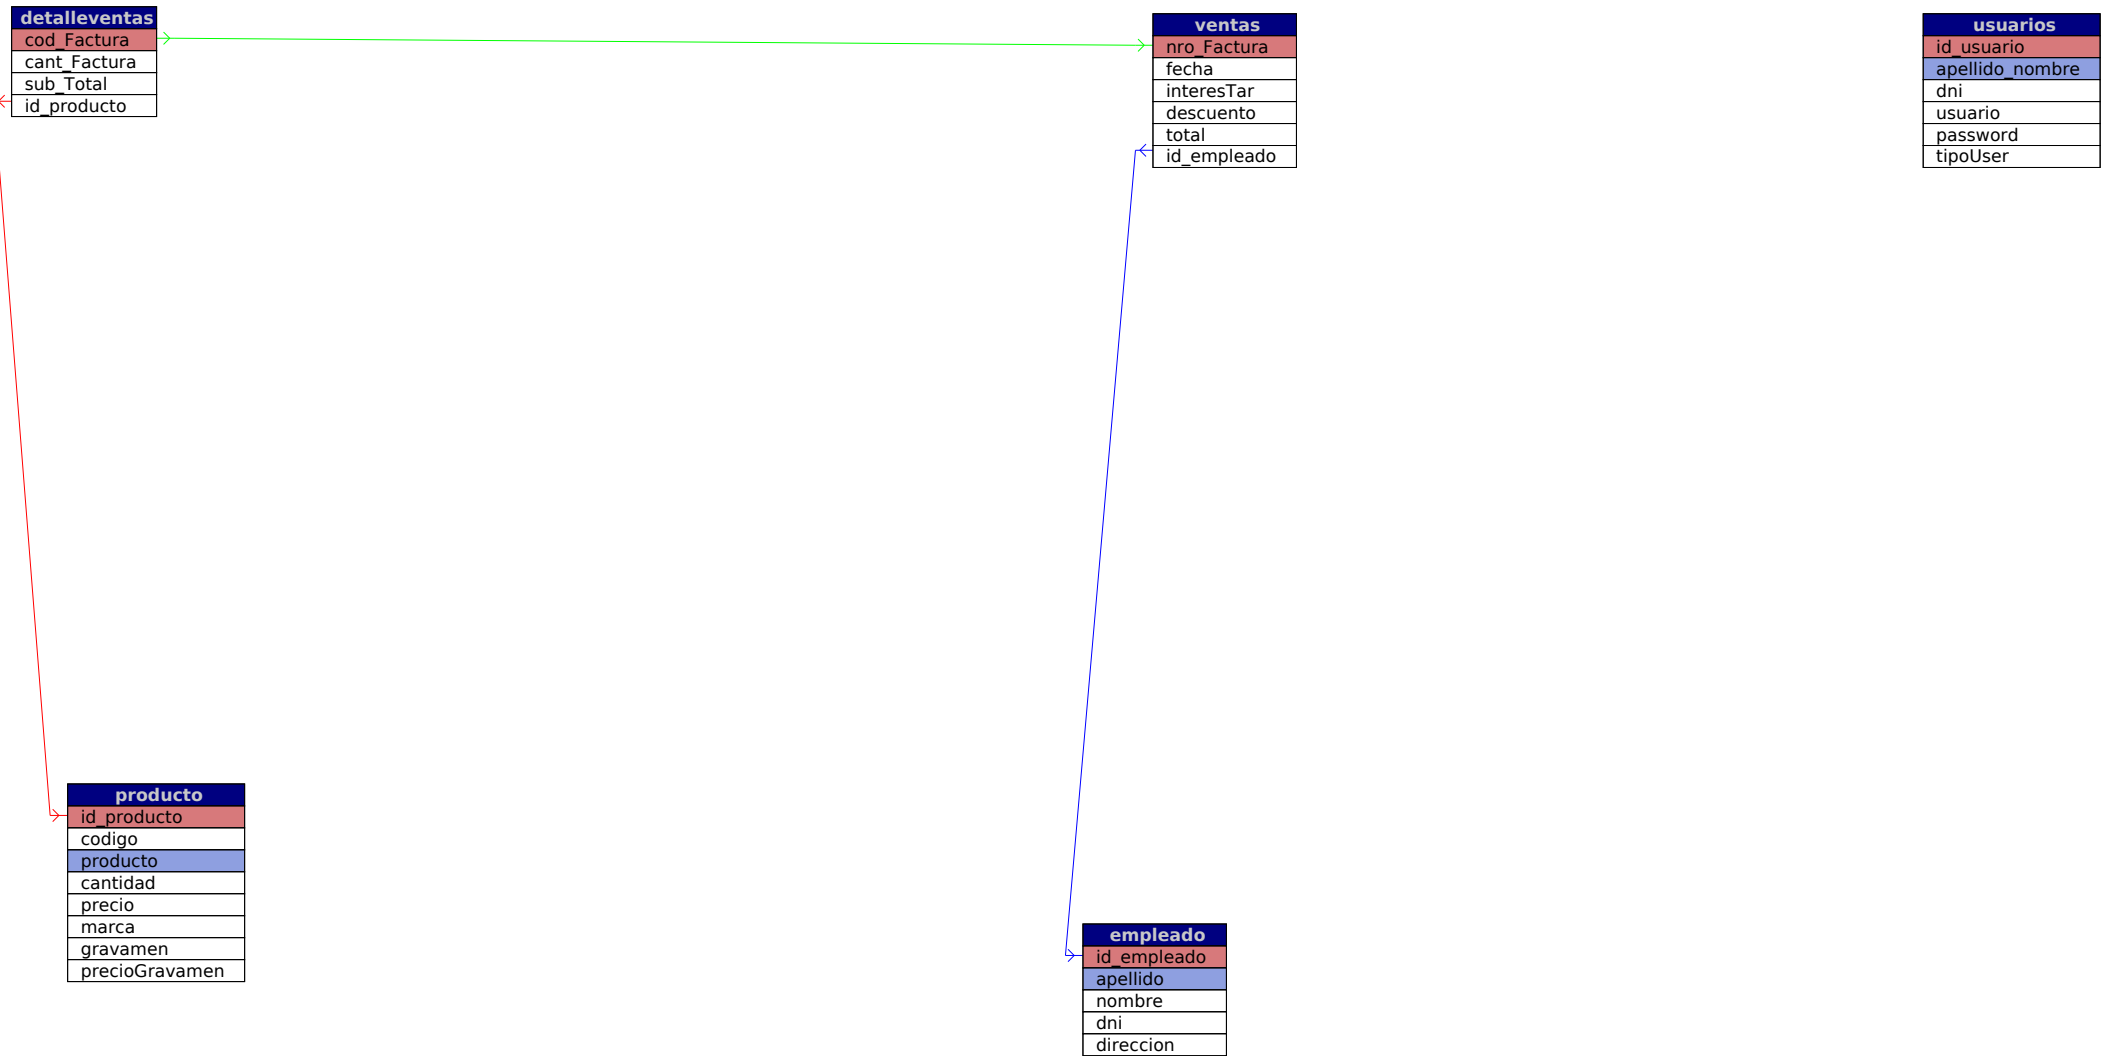 detalleventas
cod_Factura
cant_Factura
sub_Total
id_producto
ventas
nro_Factura
fecha
interesTar
descuento
total
id_empleado
usuarios
id_usuario
apellido_nombre
dni
usuario
password
tipoUser
producto
id_producto
codigo
producto
cantidad
precio
marca
gravamen
precioGravamen
empleado
id_empleado
apellido
nombre
dni
direccion